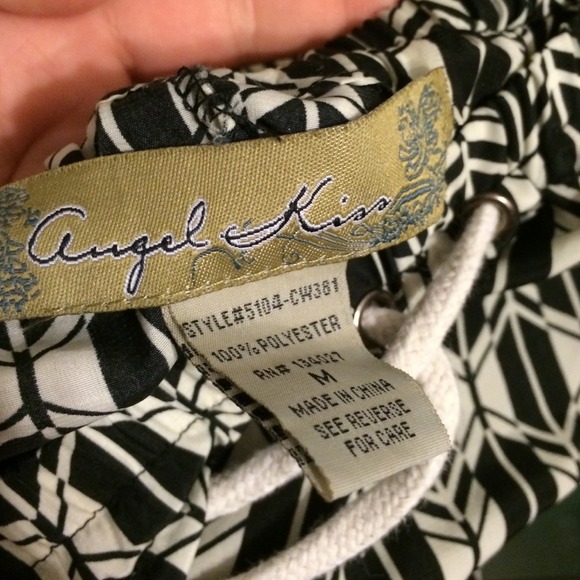 angel Kiss
STYLE#5104-CW381
100% POLYESTER
RN# 134027
M
MADE IN CHINA
SEE REVERSE
FOR CARE